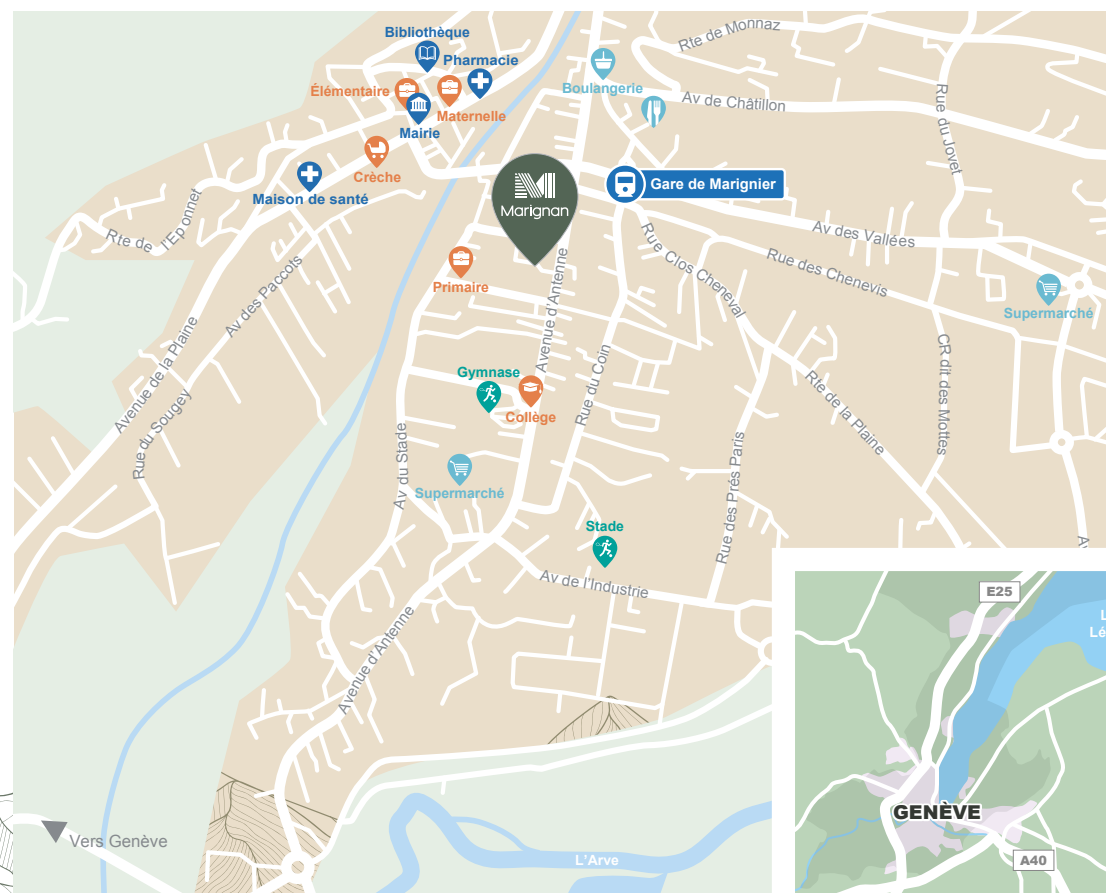 Bibliothèque
Pharmacie
Élémentaire
Maternelle
Mairie
Crèche
Maison de santé
Boulangerie
Rte de Monnaz
Av de Châtillon
Rue du Jovet
Marignan
Gare de Marignier
Rte de l'Eponnet
Av des Paccots
Primaire
Avenue d'Antenne
Rue Clos Cheneval
Av des Vallées
Rue des Chenevis
Supermarché
Avenue de la Plaine
Rue du Sougey
Gymnase
Collège
Rue du Coin
Rte de la Plaine
CR dit des Mottes
Av du Stade
Supermarché
Rue des Prés Paris
Stade
Av de l'Industrie
Av
Avenue d'Antenne
Vers Genève
L'Arve
E25
L
Lé
GENÈVE
A40